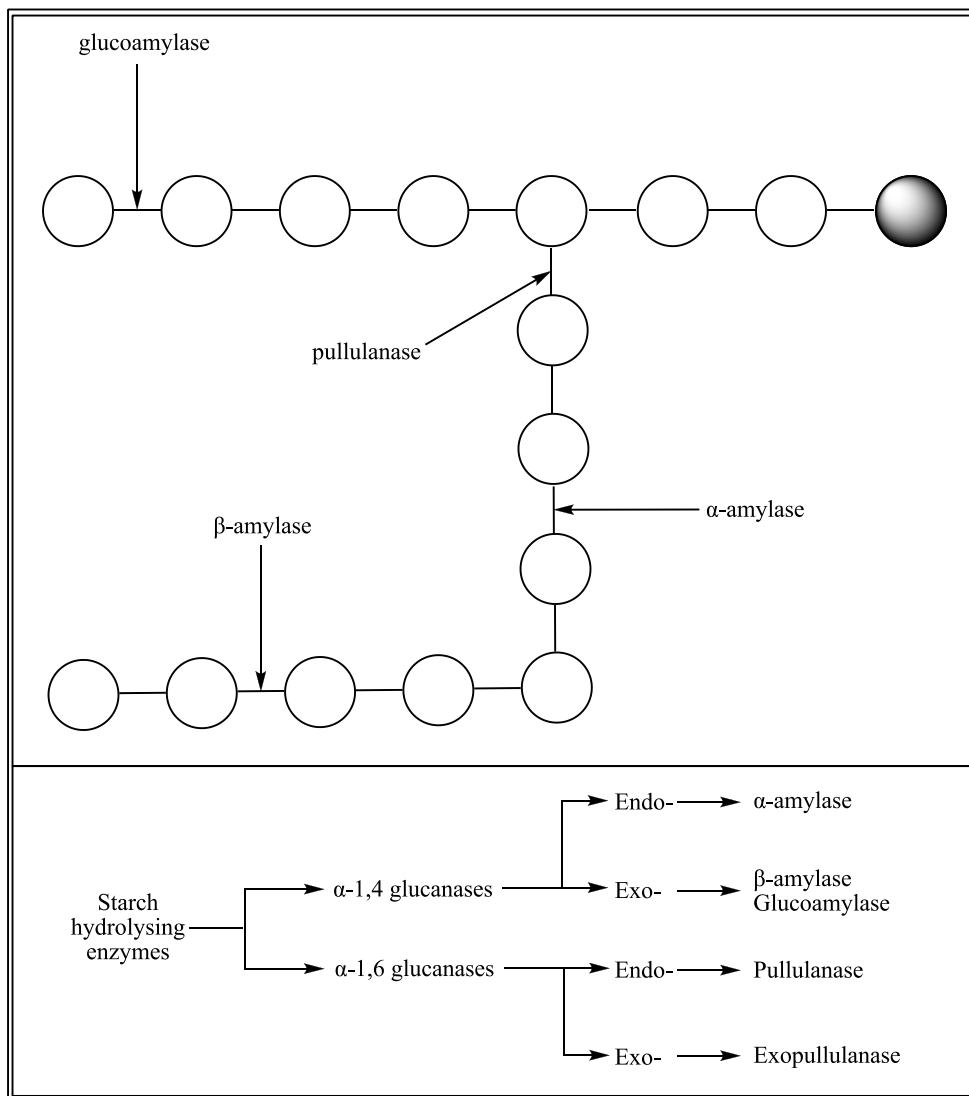 glucoamylase
pullulanase
β-amylase
α-amylase
Starch
hydrolysing
enzymes
α-1,4 glucanases
Endo-
α-amylase
Exo-
β-amylase
Glucoamylase
α-1,6 glucanases
Endo-
Pullulanase
Exo-
Exopullulanase